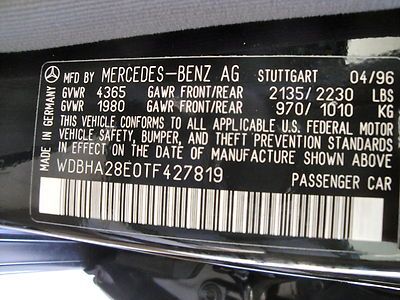 MFD BY MERCEDES-BENZ AG STUTTGART 04/96
GVWR 4365 GAWR FRONT/REAR 2135/2230 LBS
GVWR 1980 GAWR FRONT/REAR 970/1010 KG
THIS VEHICLE CONFORMS TO ALL APPLICABLE U.S. FEDERAL MOTOR
VEHICLE SAFETY, BUMPER, AND THEFT PREVENTION STANDARDS
IN EFFECT ON THE DATE OF MANUFACTURE SHOWN ABOVE
WDBHA28E0TF427819 PASSENGER CAR
MADE IN GERMANY